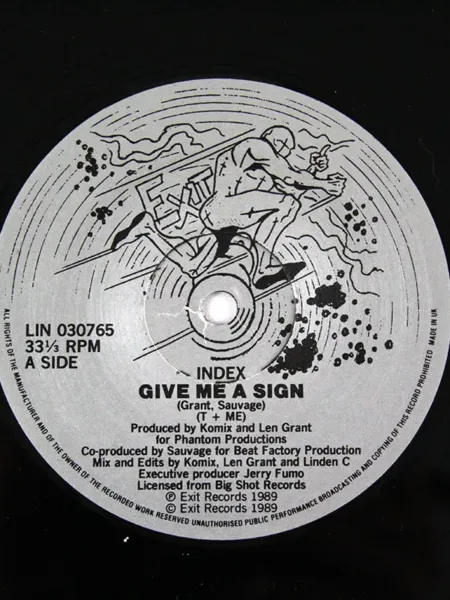 EXIT
LIN 030765
33⅓ RPM
A SIDE
INDEX
GIVE ME A SIGN
(Grant, Sauvage)
(T + ME)
Produced by Komix and Len Grant
for Phantom Productions
Co-produced by Sauvage for Beat Factory Production
Mix and Edits by Komix, Len Grant and Linden C
Executive producer Jerry Fumo
Licensed from Big Shot Records
℗ Exit Records 1989
© Exit Records 1989
ALL RIGHTS OF THE MANUFACTURER AND OF THE OWNER OF THE RECORDED WORK RESERVED UNAUTHORISED PUBLIC PERFORMANCE BROADCASTING AND COPYING OF THIS RECORD PROHIBITED MADE IN UK